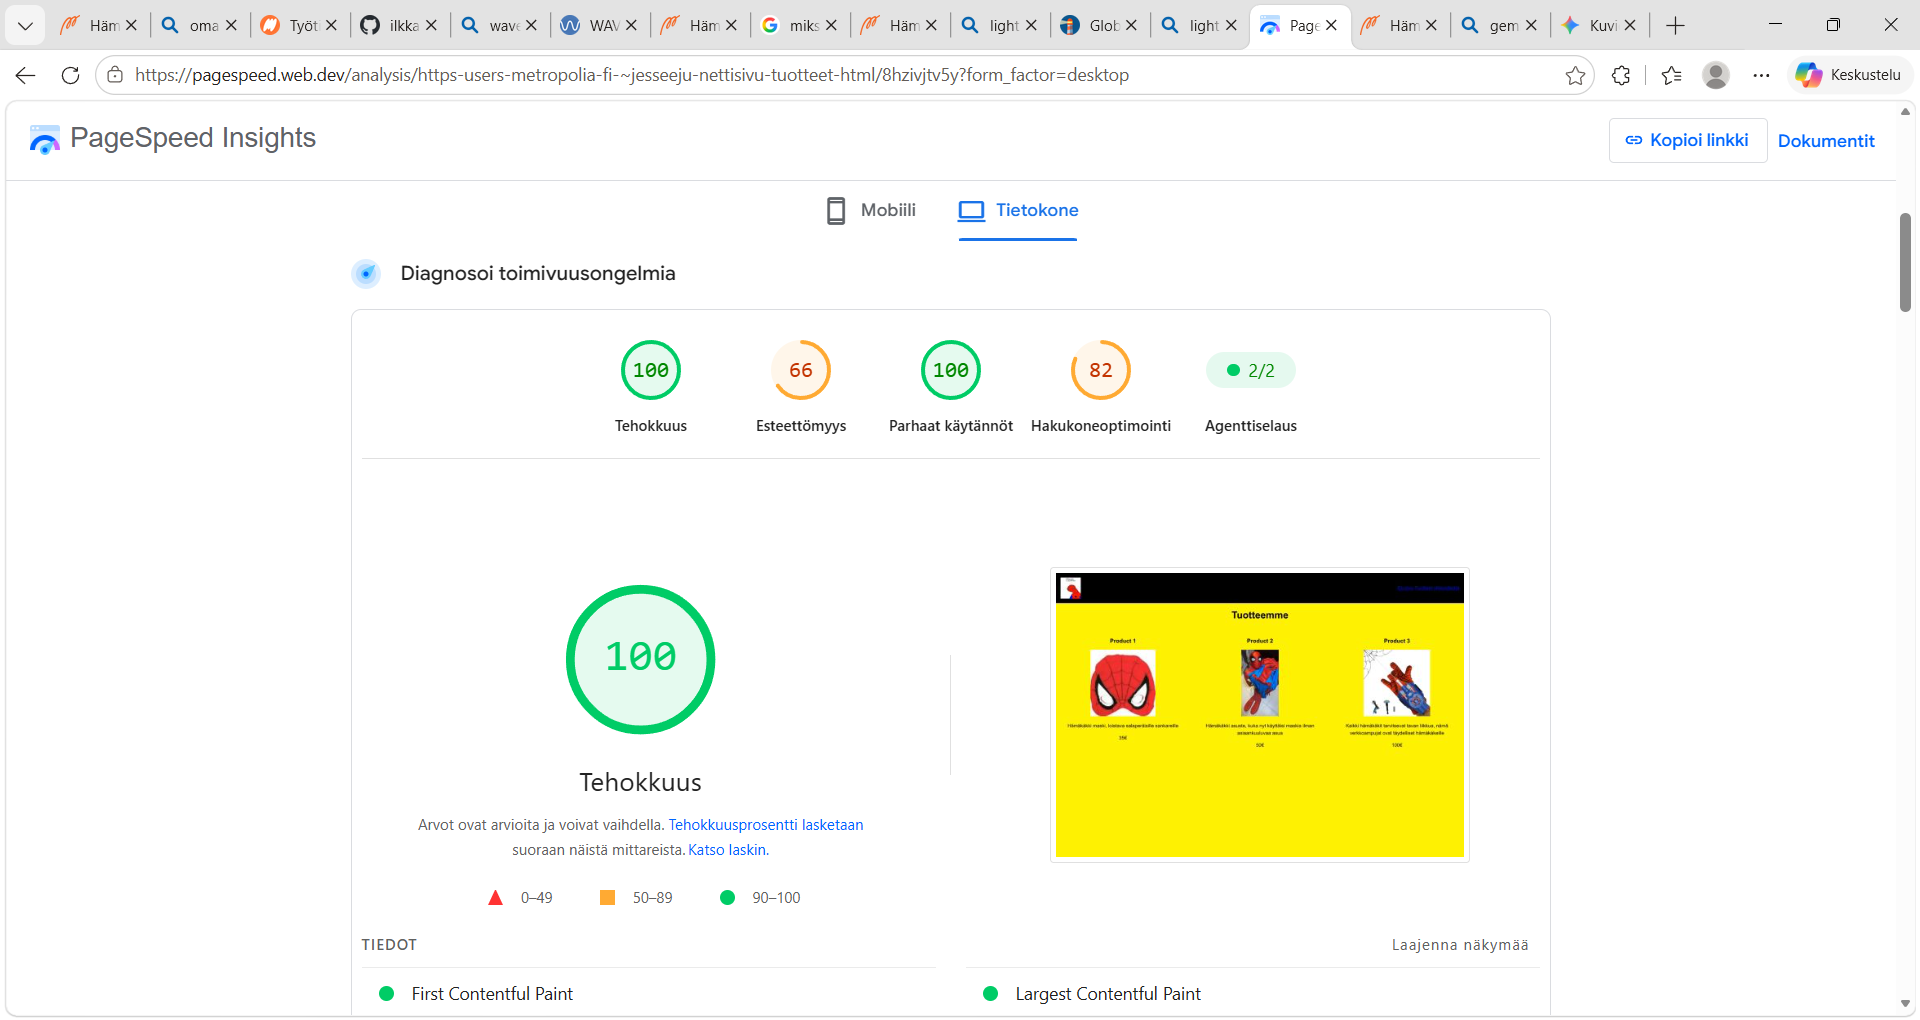 Häm
oma
Työt
ilkka
wave
WAV
Häm
miks
Häm
light
Glob
light
Page
Häm
gem
Kuvi
https://pagespeed.web.dev/analysis/https-users-metropolia-fi-~jesseeju-nettisivu-tuotteet-html/8hzivjtv5y?form_factor=desktop
Keskustelu
PageSpeed Insights
Kopioi linkki
Dokumentit
Mobiili
Tietokone
Diagnosoi toimivuusongelmia
100
66
100
82
2/2
Tehokkuus
Esteettömyys
Parhaat käytännöt
Hakukoneoptimointi
Agenttiselaus
100
Tehokkuus
Arvot ovat arvioita ja voivat vaihdella. Tehokkuusprosentti lasketaan
suoraan näistä mittareista. Katso laskin.
0–49
50–89
90–100
Tuotteemme
Product 1
Product 2
Product 3
TIEDOT
Laajenna näkymää
First Contentful Paint
Largest Contentful Paint